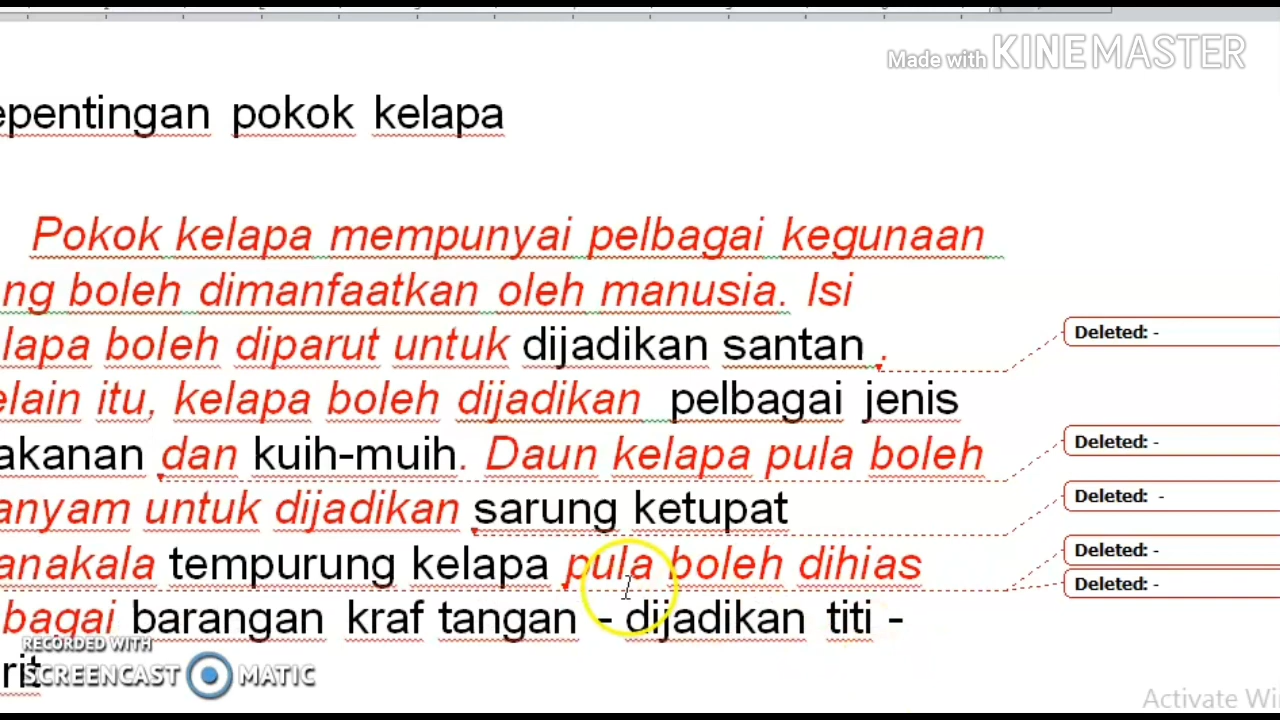 Made with KINEMASTER
epentingan pokok kelapa
Pokok kelapa mempunyai pelbagai kegunaan
ng boleh dimanfaatkan oleh manusia. Isi
lapa boleh diparut untuk dijadikan santan .
Deleted: -
elain itu, kelapa boleh dijadikan pelbagai jenis
akanan dan kuih-muih. Daun kelapa pula boleh
Deleted: -
anyam untuk dijadikan sarung ketupat
Deleted: -
anakala tempurung kelapa pula boleh dihias
Deleted: -
Deleted: -
bagai barangan kraf tangan - dijadikan titi -
rit
RECORDED WITH
SCREENCAST MATIC
Activate Wi